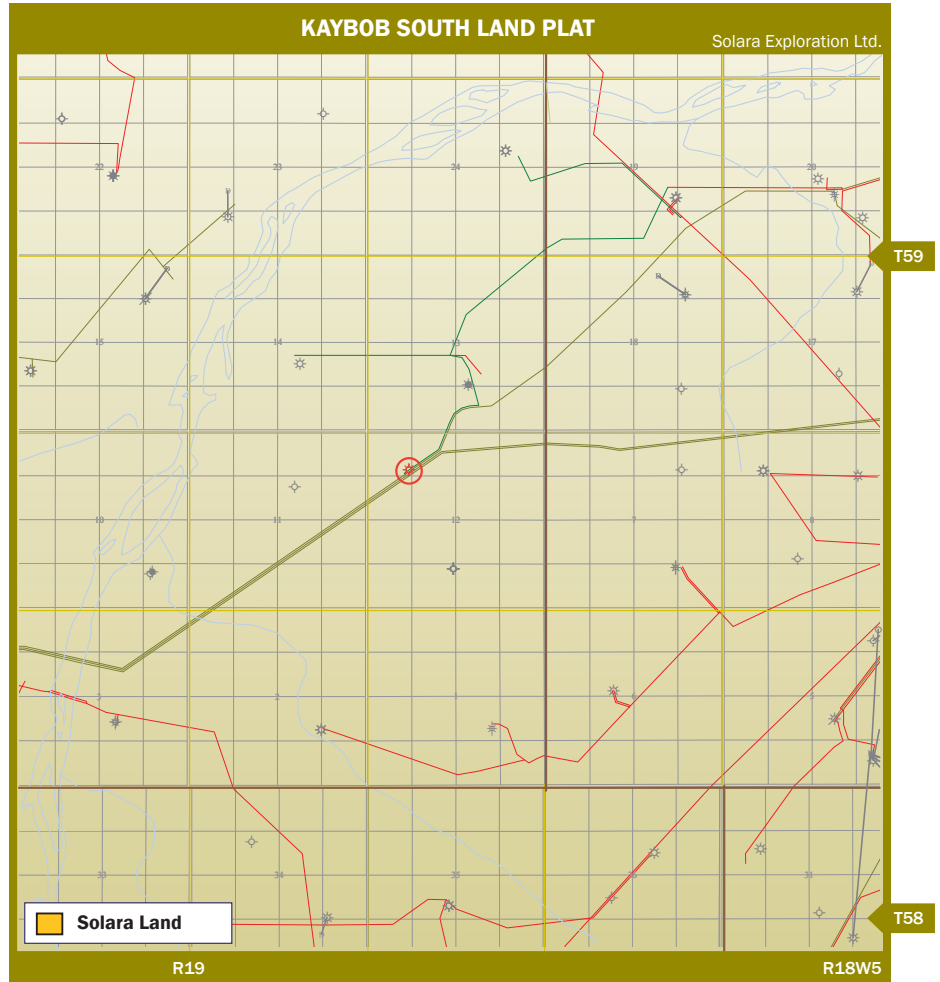 KAYBOB SOUTH LAND PLAT
Solara Exploration Ltd.
22 23 24 19 20
T59
15 14 13 18 17
10 11 12 7 8
3 2 6 5
33 34 35 36 31
Solara Land
T58
R19 R18W5